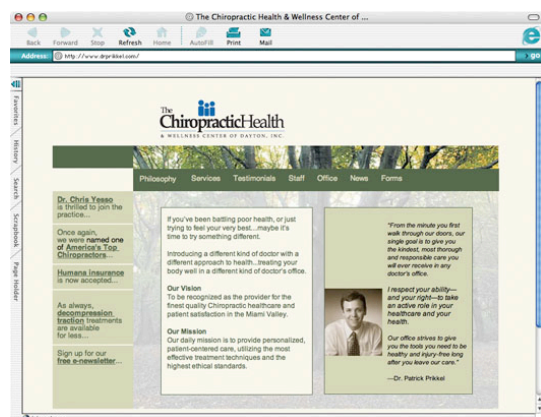 The Chiropractic Health & Wellness Center of ...
Back Forward Stop Refresh Home AutoFill Print Mail
Address: http://www.drprikkel.com/ go
Favorites
History
Search
Scrapbook
Page Holder
The
ChiropracticHealth
& WELLNESS CENTER OF DAYTON, INC.
Philosophy Services Testimonials Staff Office News Forms
Dr. Chris Yesso
is thrilled to join the
practice...
Once again,
we were named one
of America's Top
Chiropractors...
Humana insurance
is now accepted...
As always,
decompression
traction treatments
are available
for less...
Sign up for our
free e-newsletter...
If you've been battling poor health, or just
trying to feel your very best...maybe it's
time to try something different.
Introducing a different kind of doctor with a
different approach to health...treating your
body well in a different kind of doctor's office.
Our Vision
To be recognized as the provider for the
finest quality Chiropractic healthcare and
patient satisfaction in the Miami Valley.
Our Mission
Our daily mission is to provide personalized,
patient-centered care, utilizing the most
effective treatment techniques and the
highest ethical standards.
"From the minute you first
walk through our doors, our
single goal is to give you
the kindest, most thorough
and responsible care you
will ever receive in any
doctor's office.
I respect your ability—
and your right—to take
an active role in your
healthcare and your
health.
Our office strives to give
you the tools you need to be
healthy and injury-free long
after you leave our care."
—Dr. Patrick Prikkel